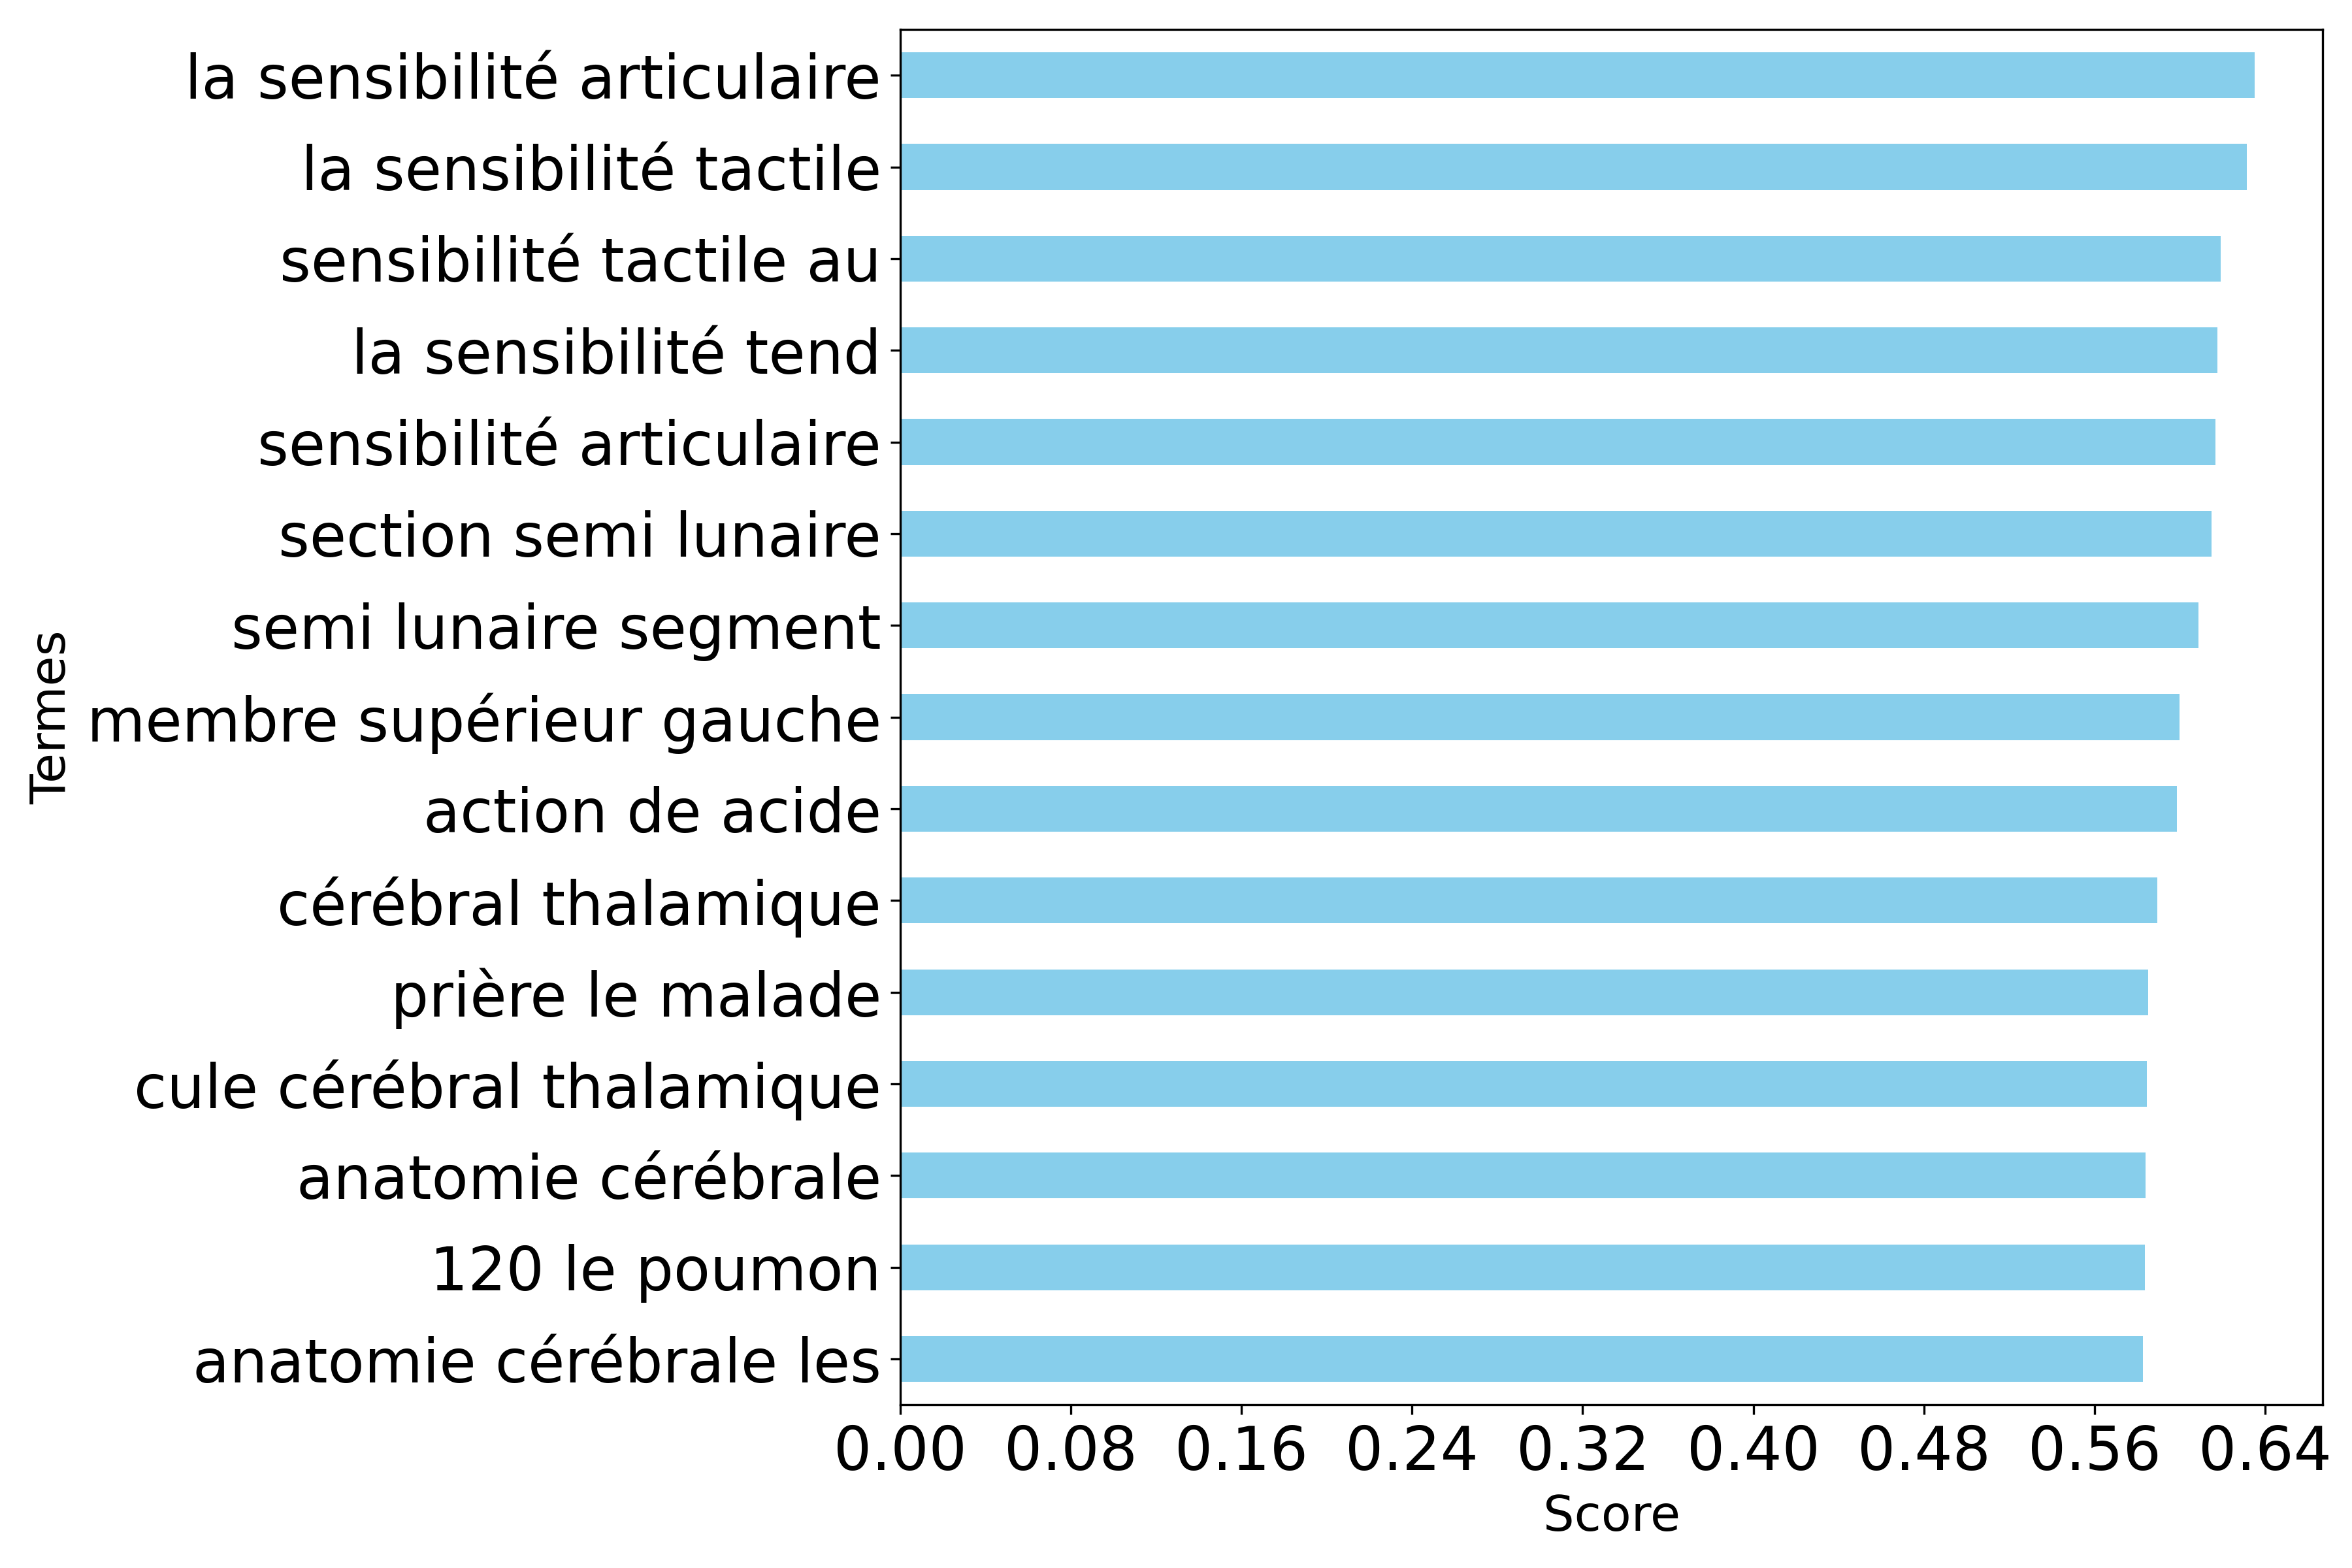 la sensibilité articulaire
la sensibilité tactile
sensibilité tactile au
la sensibilité tend
sensibilité articulaire
section semi lunaire
semi lunaire segment
membre supérieur gauche
action de acide
cérébral thalamique
prière le malade
cule cérébral thalamique
anatomie cérébrale
120 le poumon
anatomie cérébrale les
Termes
0.00 0.08 0.16 0.24 0.32 0.40 0.48 0.56 0.64
Score